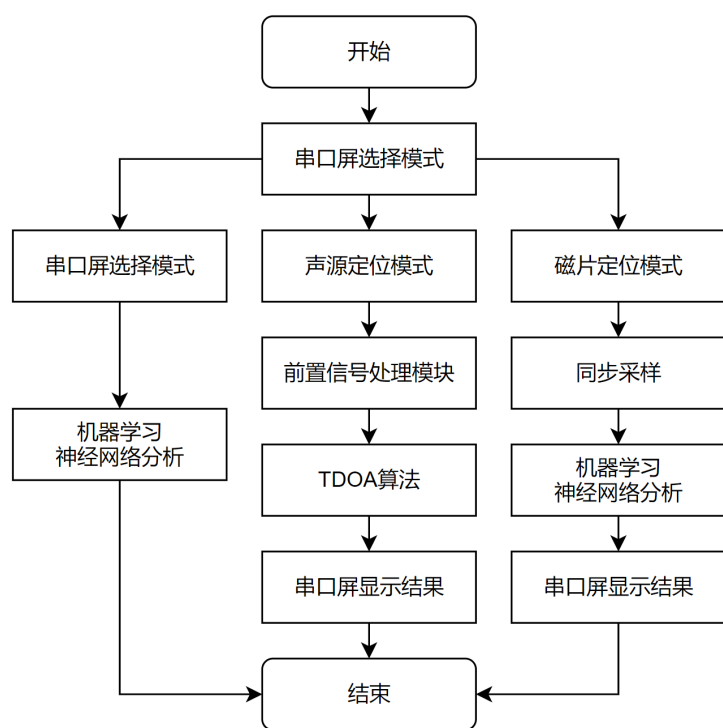 开始
串口屏选择模式
串口屏选择模式
声源定位模式
磁片定位模式
前置信号处理模块
同步采样
机器学习
神经网络分析
TDOA算法
机器学习
神经网络分析
串口屏显示结果
串口屏显示结果
结束